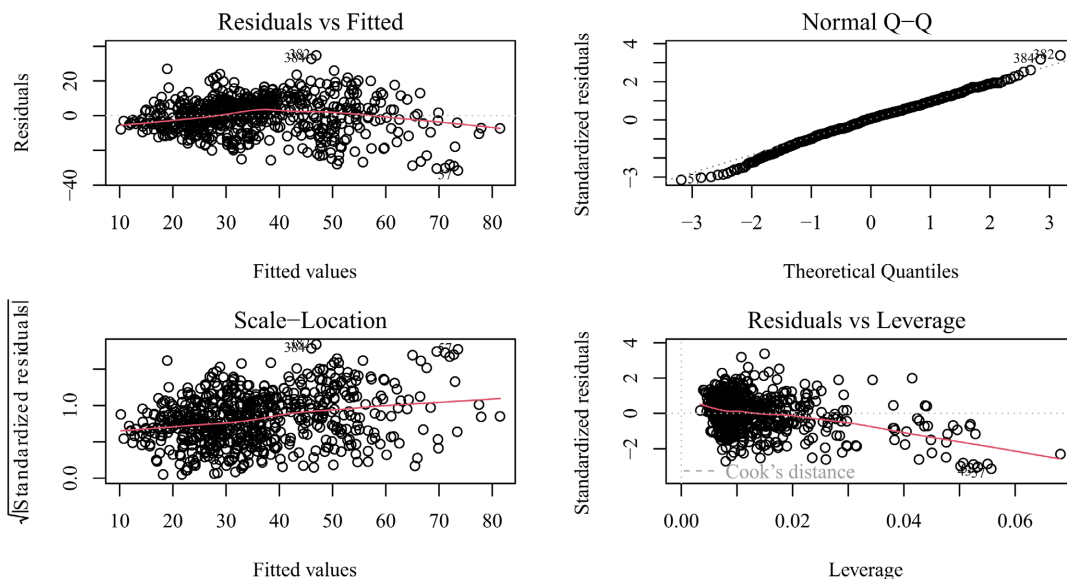 Residuals vs Fitted
Residuals
20
0
−40
382
384
57
10 20 30 40 50 60 70 80
Fitted values
Normal Q−Q
Standardized residuals
4
2
0
−3
382
384
57
−3 −2 −1 0 1 2 3
Theoretical Quantiles
Scale−Location
√|Standardized residuals|
1.0
0.0
382
384
57
10 20 30 40 50 60 70 80
Fitted values
Residuals vs Leverage
Standardized residuals
4
2
0
−2
Cook's distance
57
0.00 0.02 0.04 0.06
Leverage